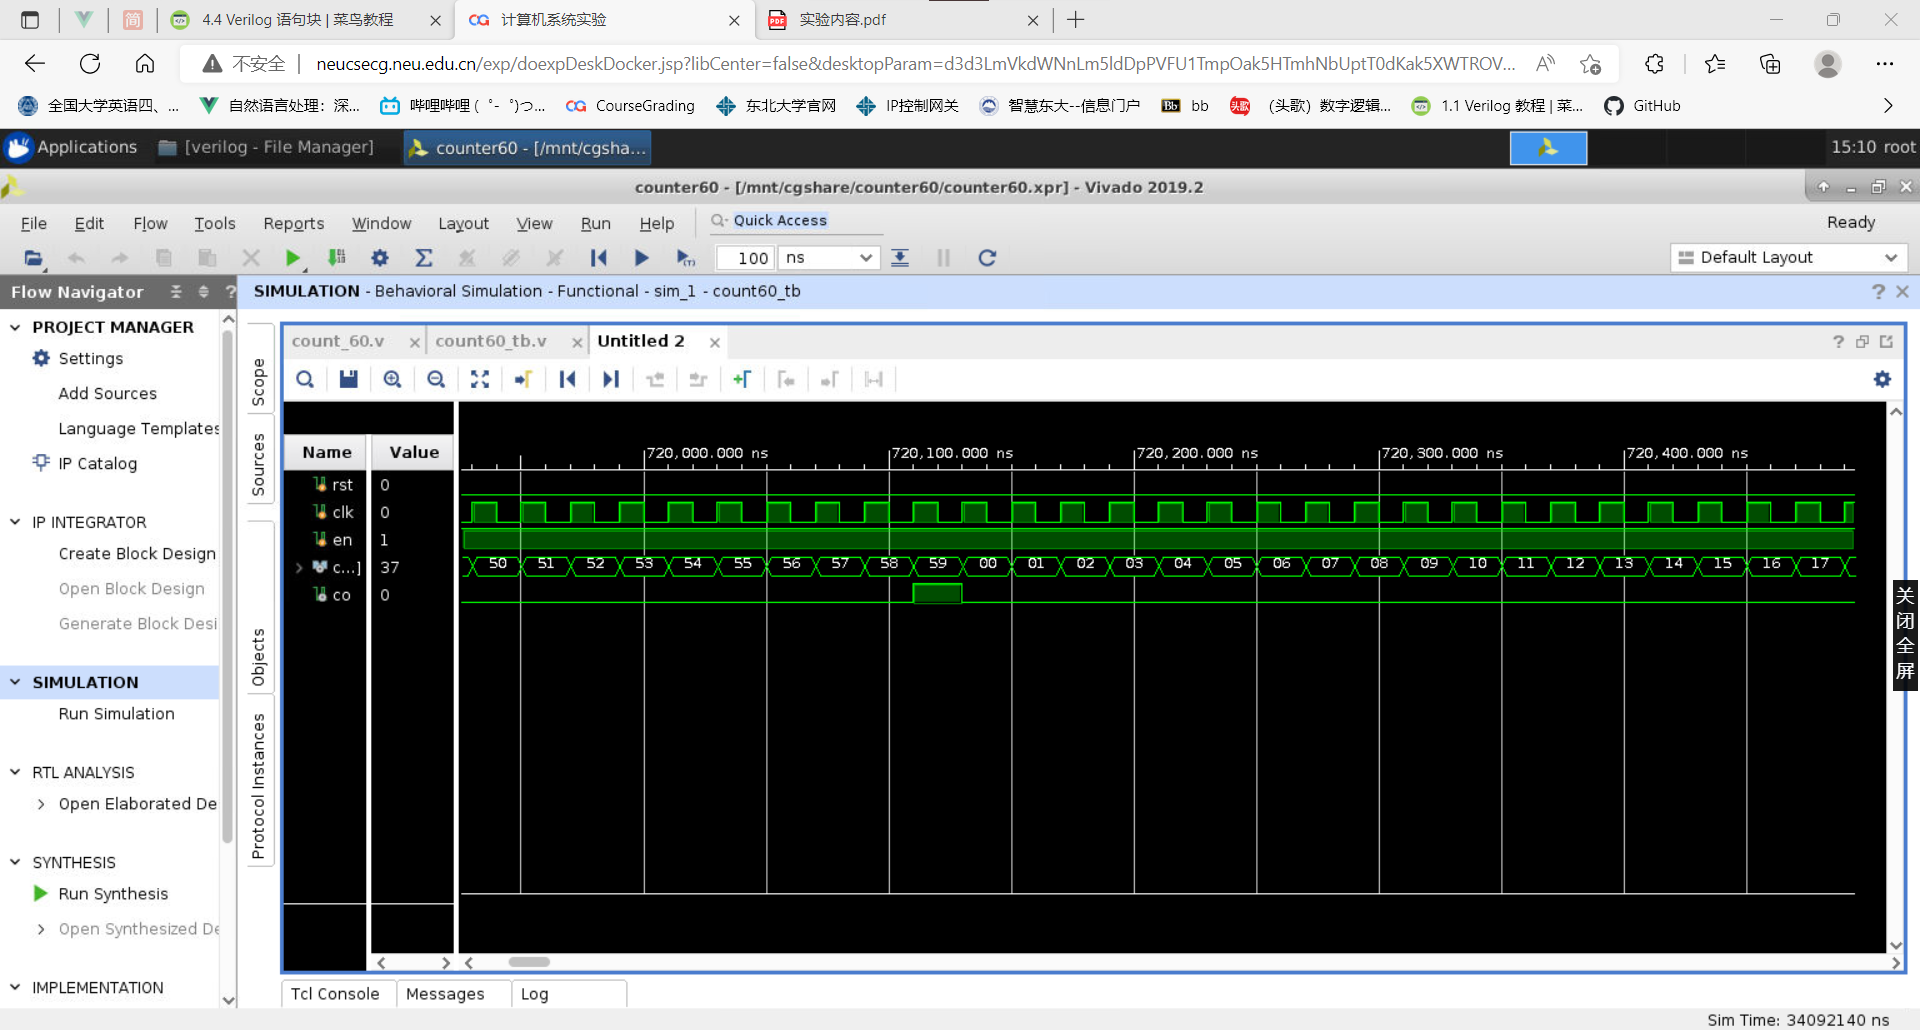 4.4 Verilog 语句块 | 菜鸟教程
计算机系统实验
实验内容.pdf
不安全
neucsecg.neu.edu.cn/exp/doexpDeskDocker.jsp?libCenter=false&desktopParam=d3d3LmVkdWNnLm5ldDpPVFU1TmpOak5HTmhNbUptT0dKak5XWTROV...
全国大学英语四、...
自然语言处理：深...
哔哩哔哩 (゜-゜)つ...
CG CourseGrading
东北大学官网
IP控制网关
智慧东大--信息门户
Bb bb
头歌 (头歌) 数字逻辑...
1.1 Verilog 教程 | 菜...
GitHub
Applications
[verilog - File Manager]
counter60 - [/mnt/cgsha...
15:10 root
counter60 - [/mnt/cgshare/counter60/counter60.xpr] - Vivado 2019.2
File Edit Flow Tools Reports Window Layout View Run Help
Quick Access
Ready
100 ns
Default Layout
Flow Navigator
SIMULATION - Behavioral Simulation - Functional - sim_1 - count60_tb
PROJECT MANAGER
Settings
Add Sources
Language Templates
IP Catalog
IP INTEGRATOR
Create Block Design
Open Block Design
Generate Block Desi
SIMULATION
Run Simulation
RTL ANALYSIS
Open Elaborated De
SYNTHESIS
Run Synthesis
Open Synthesized De
IMPLEMENTATION
Scope
Sources
Objects
Protocol Instances
count_60.v
count60_tb.v
Untitled 2
Name Value
720,000.000 ns 720,100.000 ns 720,200.000 ns 720,300.000 ns 720,400.000 ns
rst 0
clk 0
en 1
c...] 37
50 51 52 53 54 55 56 57 58 59 00 01 02 03 04 05 06 07 08 09 10 11 12 13 14 15 16 17
co 0
关闭全屏
Tcl Console Messages Log
Sim Time: 34092140 ns